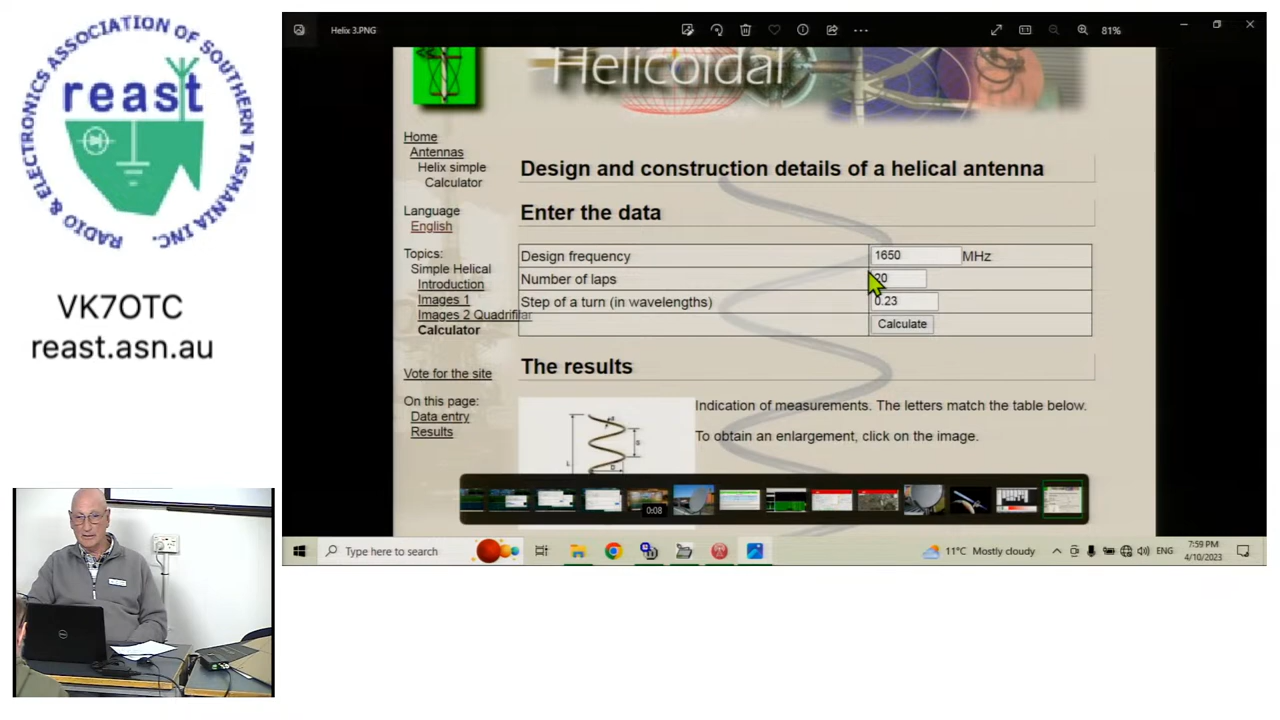 RADIO & ELECTRONICS ASSOCIATION OF SOUTHERN TASMANIA INC.
reast
VK7OTC
reast.asn.au
Helix 3.PNG
81%
Helicoidal
Home
Antennas
Helix simple
Calculator
Language
English
Topics:
Simple Helical
Introduction
Images 1
Images 2 Quadrifilar
Calculator
Vote for the site
On this page:
Data entry
Results
Design and construction details of a helical antenna
Enter the data
Design frequency 1650 MHz
Number of laps 20
Step of a turn (in wavelengths) 0.23
Calculate
The results
Indication of measurements. The letters match the table below.
To obtain an enlargement, click on the image.
L
S
D
0:08
Type here to search
11°C Mostly cloudy
ENG
7:59 PM
4/10/2023